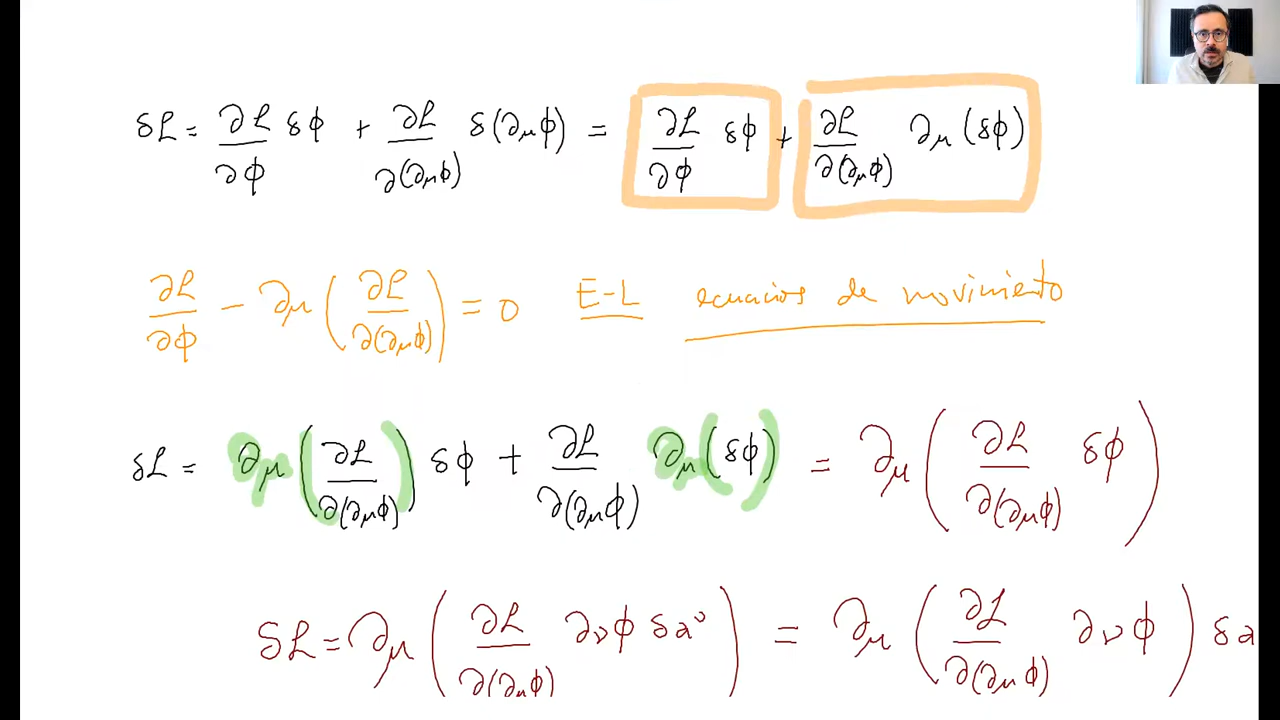 δℒ = ∂ℒ/∂ϕ δϕ + ∂ℒ/∂(∂μϕ) δ(∂μϕ) = ∂ℒ/∂ϕ δϕ + ∂ℒ/∂(∂μϕ) ∂μ(δϕ)
∂ℒ/∂ϕ − ∂μ(∂ℒ/∂(∂μϕ)) = 0 E-L ecuacios de movimiento
δℒ = ∂μ(∂ℒ/∂(∂μϕ)) δϕ + ∂ℒ/∂(∂μϕ) ∂μ(δϕ) = ∂μ(∂ℒ/∂(∂μϕ) δϕ)
δℒ = ∂μ(∂ℒ/∂(∂μϕ) ∂νϕ δa^ν) = ∂μ(∂ℒ/∂(∂μϕ) ∂νϕ) δa